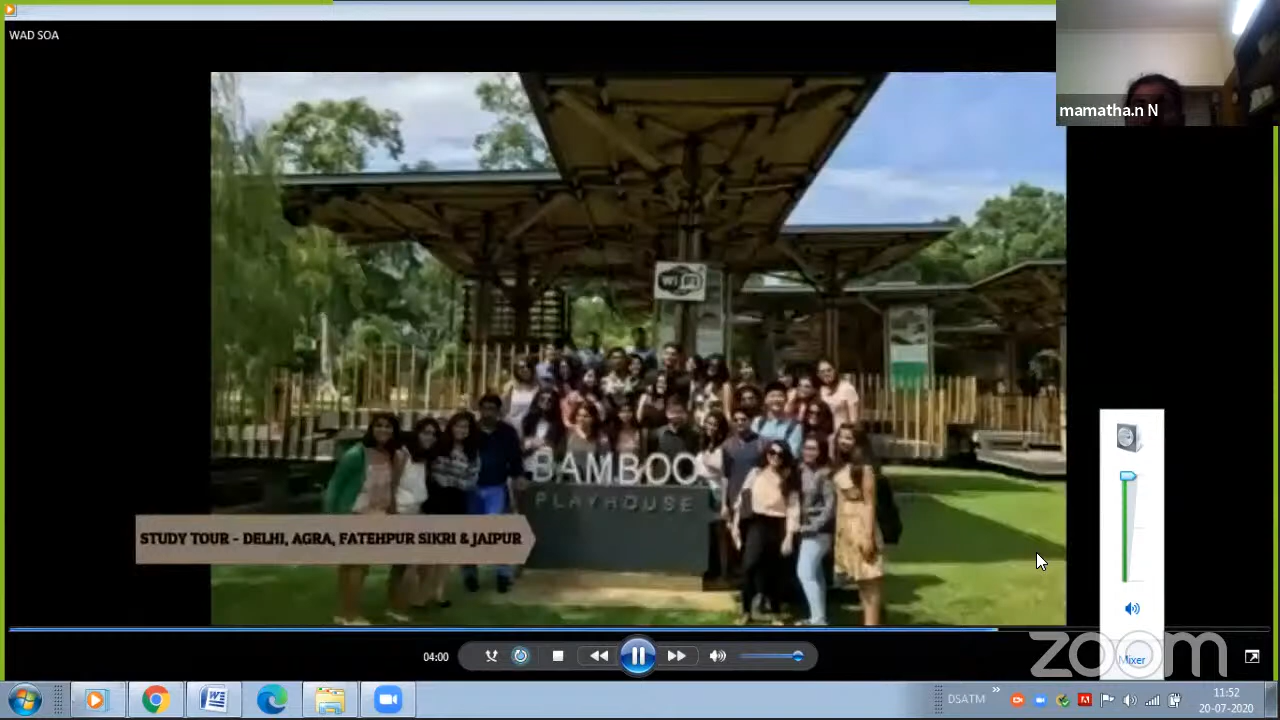 WAD SOA
mamatha.n N
Wi Fi
BAMBOO
PLAYHOUSE
STUDY TOUR - DELHI, AGRA, FATEHPUR SIKRI & JAIPUR
04:00
Mixer
zoom
DSATM
11:52
20-07-2020